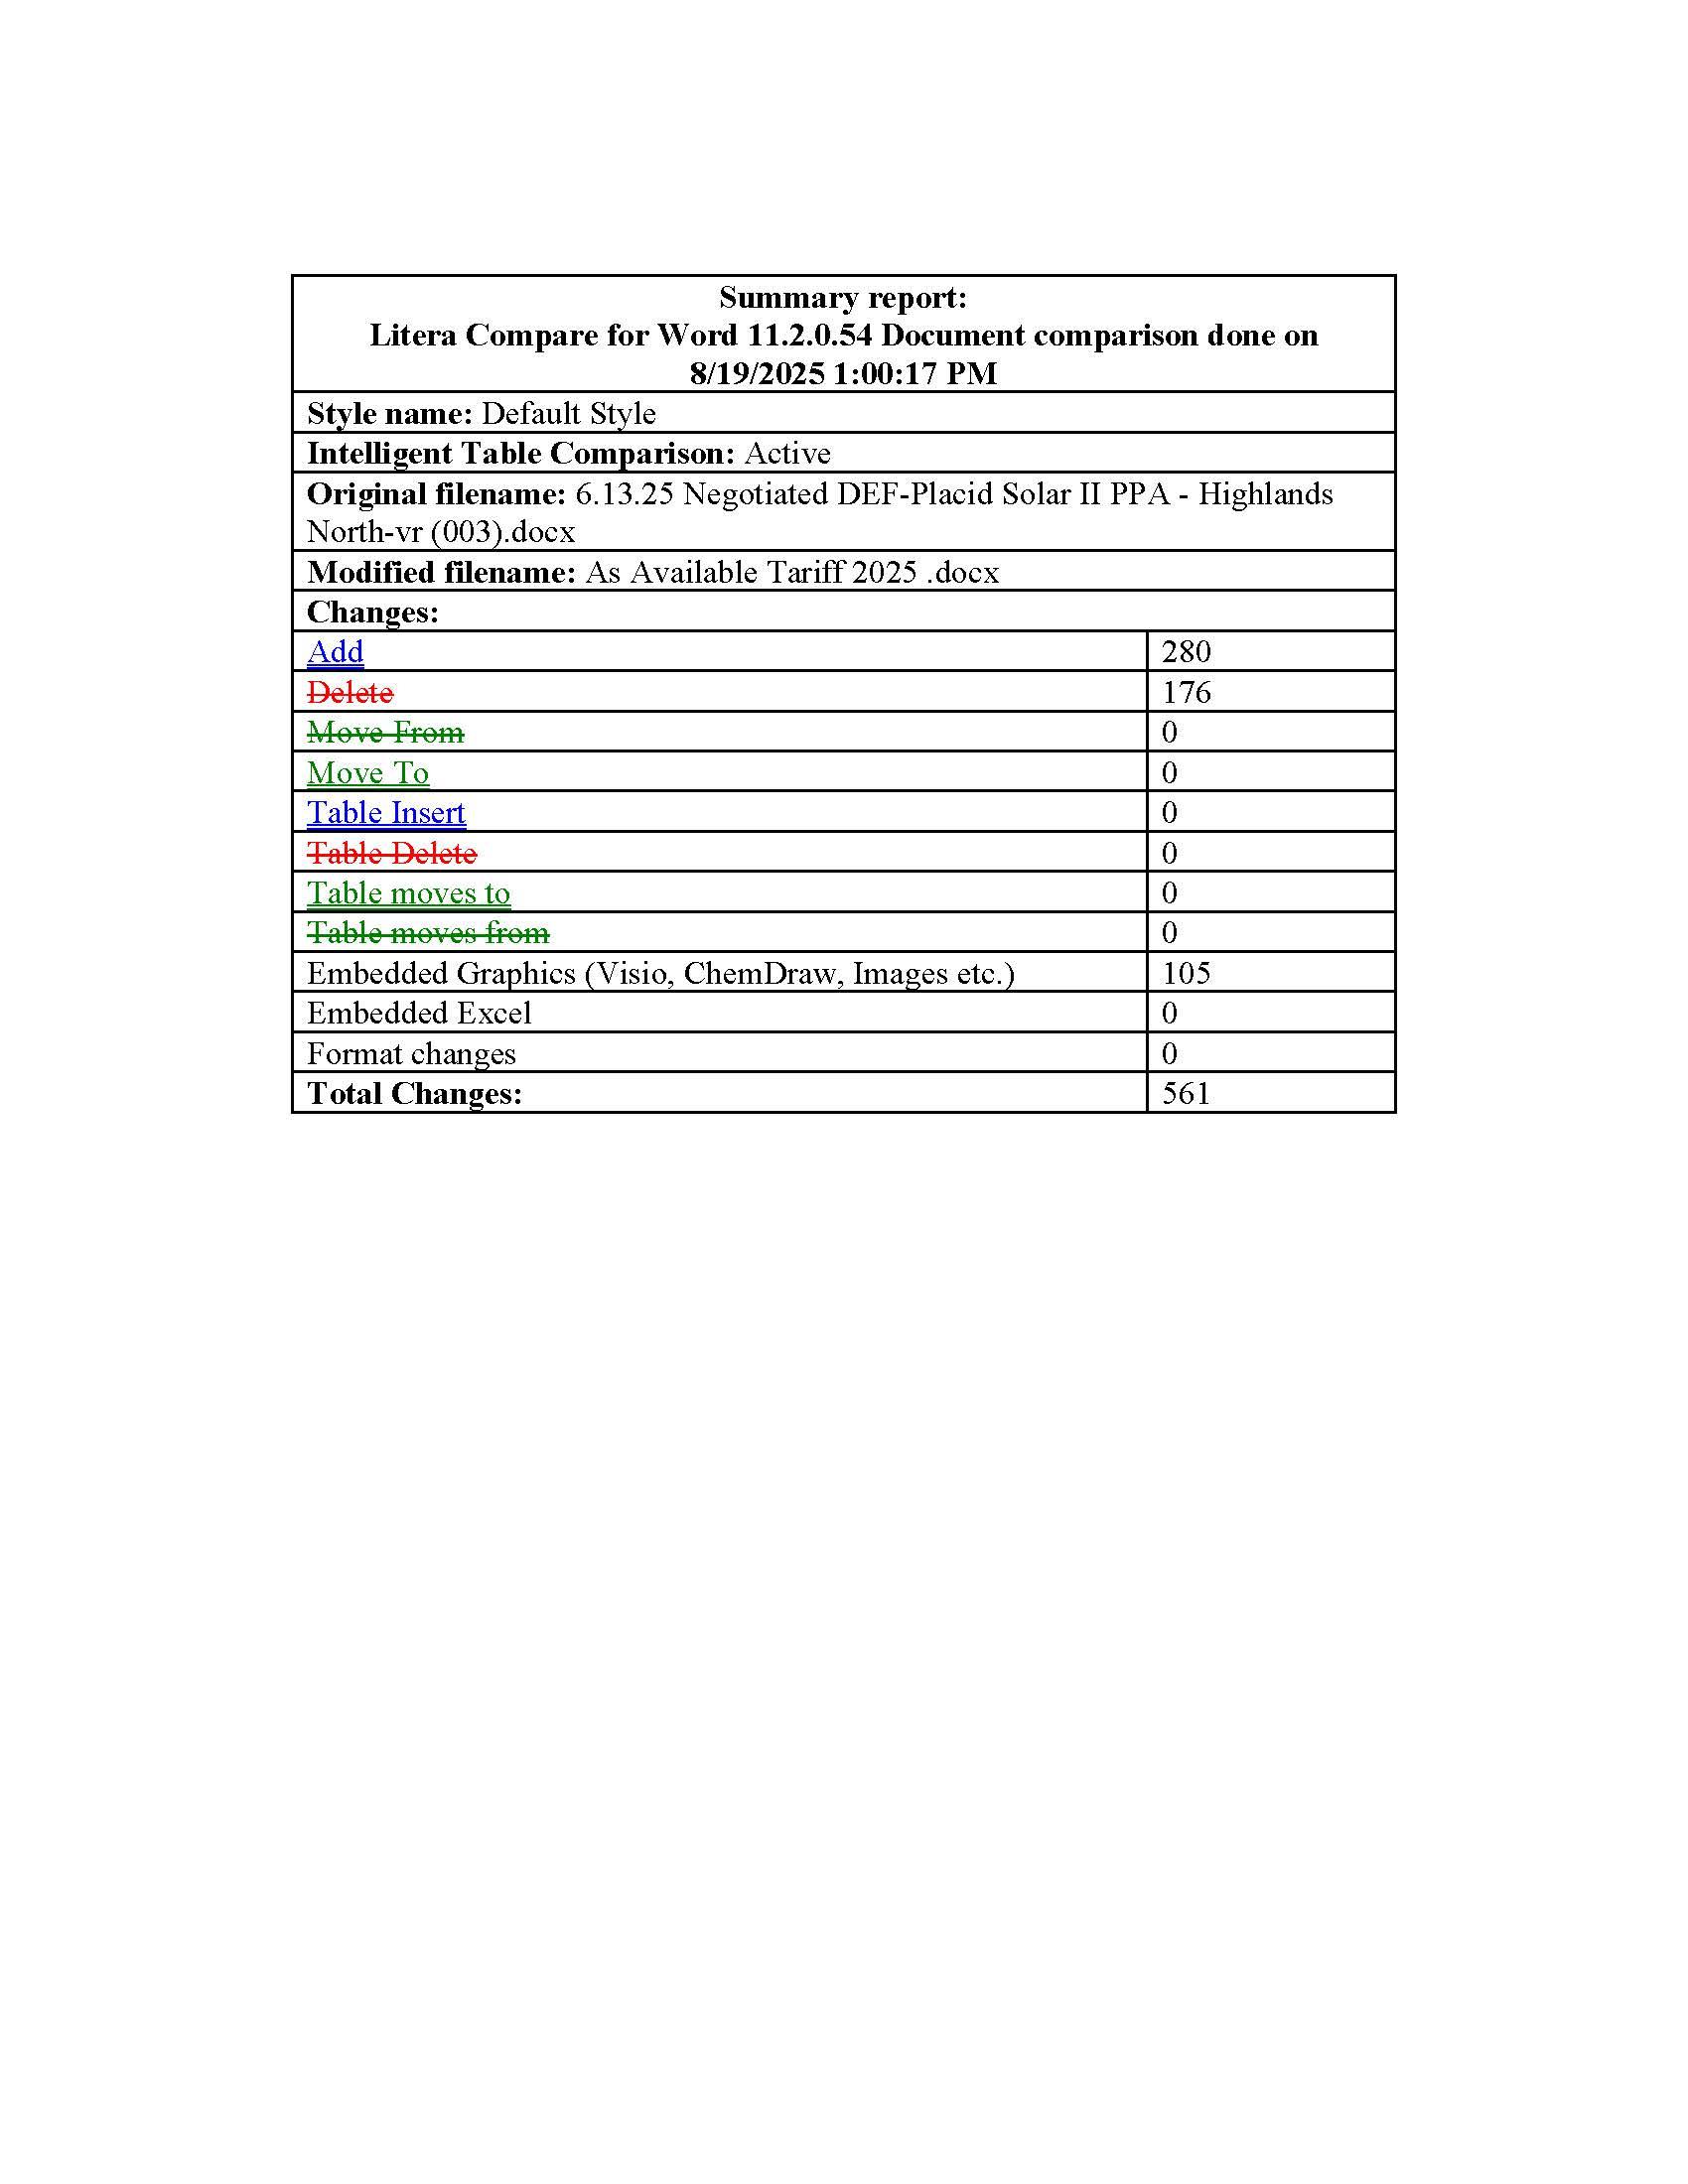 Summary report:
Litera Compare for Word 11.2.0.54 Document comparison done on
8/19/2025 1:00:17 PM
Style name: Default Style
Intelligent Table Comparison: Active
Original filename: 6.13.25 Negotiated DEF-Placid Solar II PPA - Highlands
North-vr (003).docx
Modified filename: As Available Tariff 2025 .docx
Changes:
Add 280
Delete 176
Move From 0
Move To 0
Table Insert 0
Table Delete 0
Table moves to 0
Table moves from 0
Embedded Graphics (Visio, ChemDraw, Images etc.) 105
Embedded Excel 0
Format changes 0
Total Changes: 561